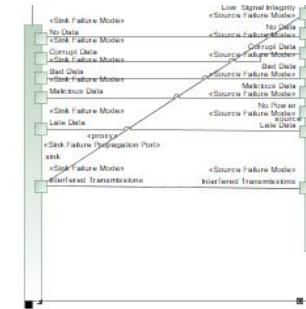 Low Signal Integrity
«Sink Failure Mode» «Source Failure Mode»
No Data No Data
«Sink Failure Mode» «Source Failure Mode»
Corrupt Data Corrupt Data
«Sink Failure Mode» «Source Failure Mode»
Bad Data Bad Data
«Sink Failure Mode» «Source Failure Mode»
Malicious Data Malicious Data
«Source Failure Mode»
No Power
«Sink Failure Mode» «Source Failure Mode»
source
Late Data Late Data
«proxy»
«Sink Failure Propagation Port»
sink
«Sink Failure Mode» «Source Failure Mode»
Interfered Transmissions Interfered Transmissions